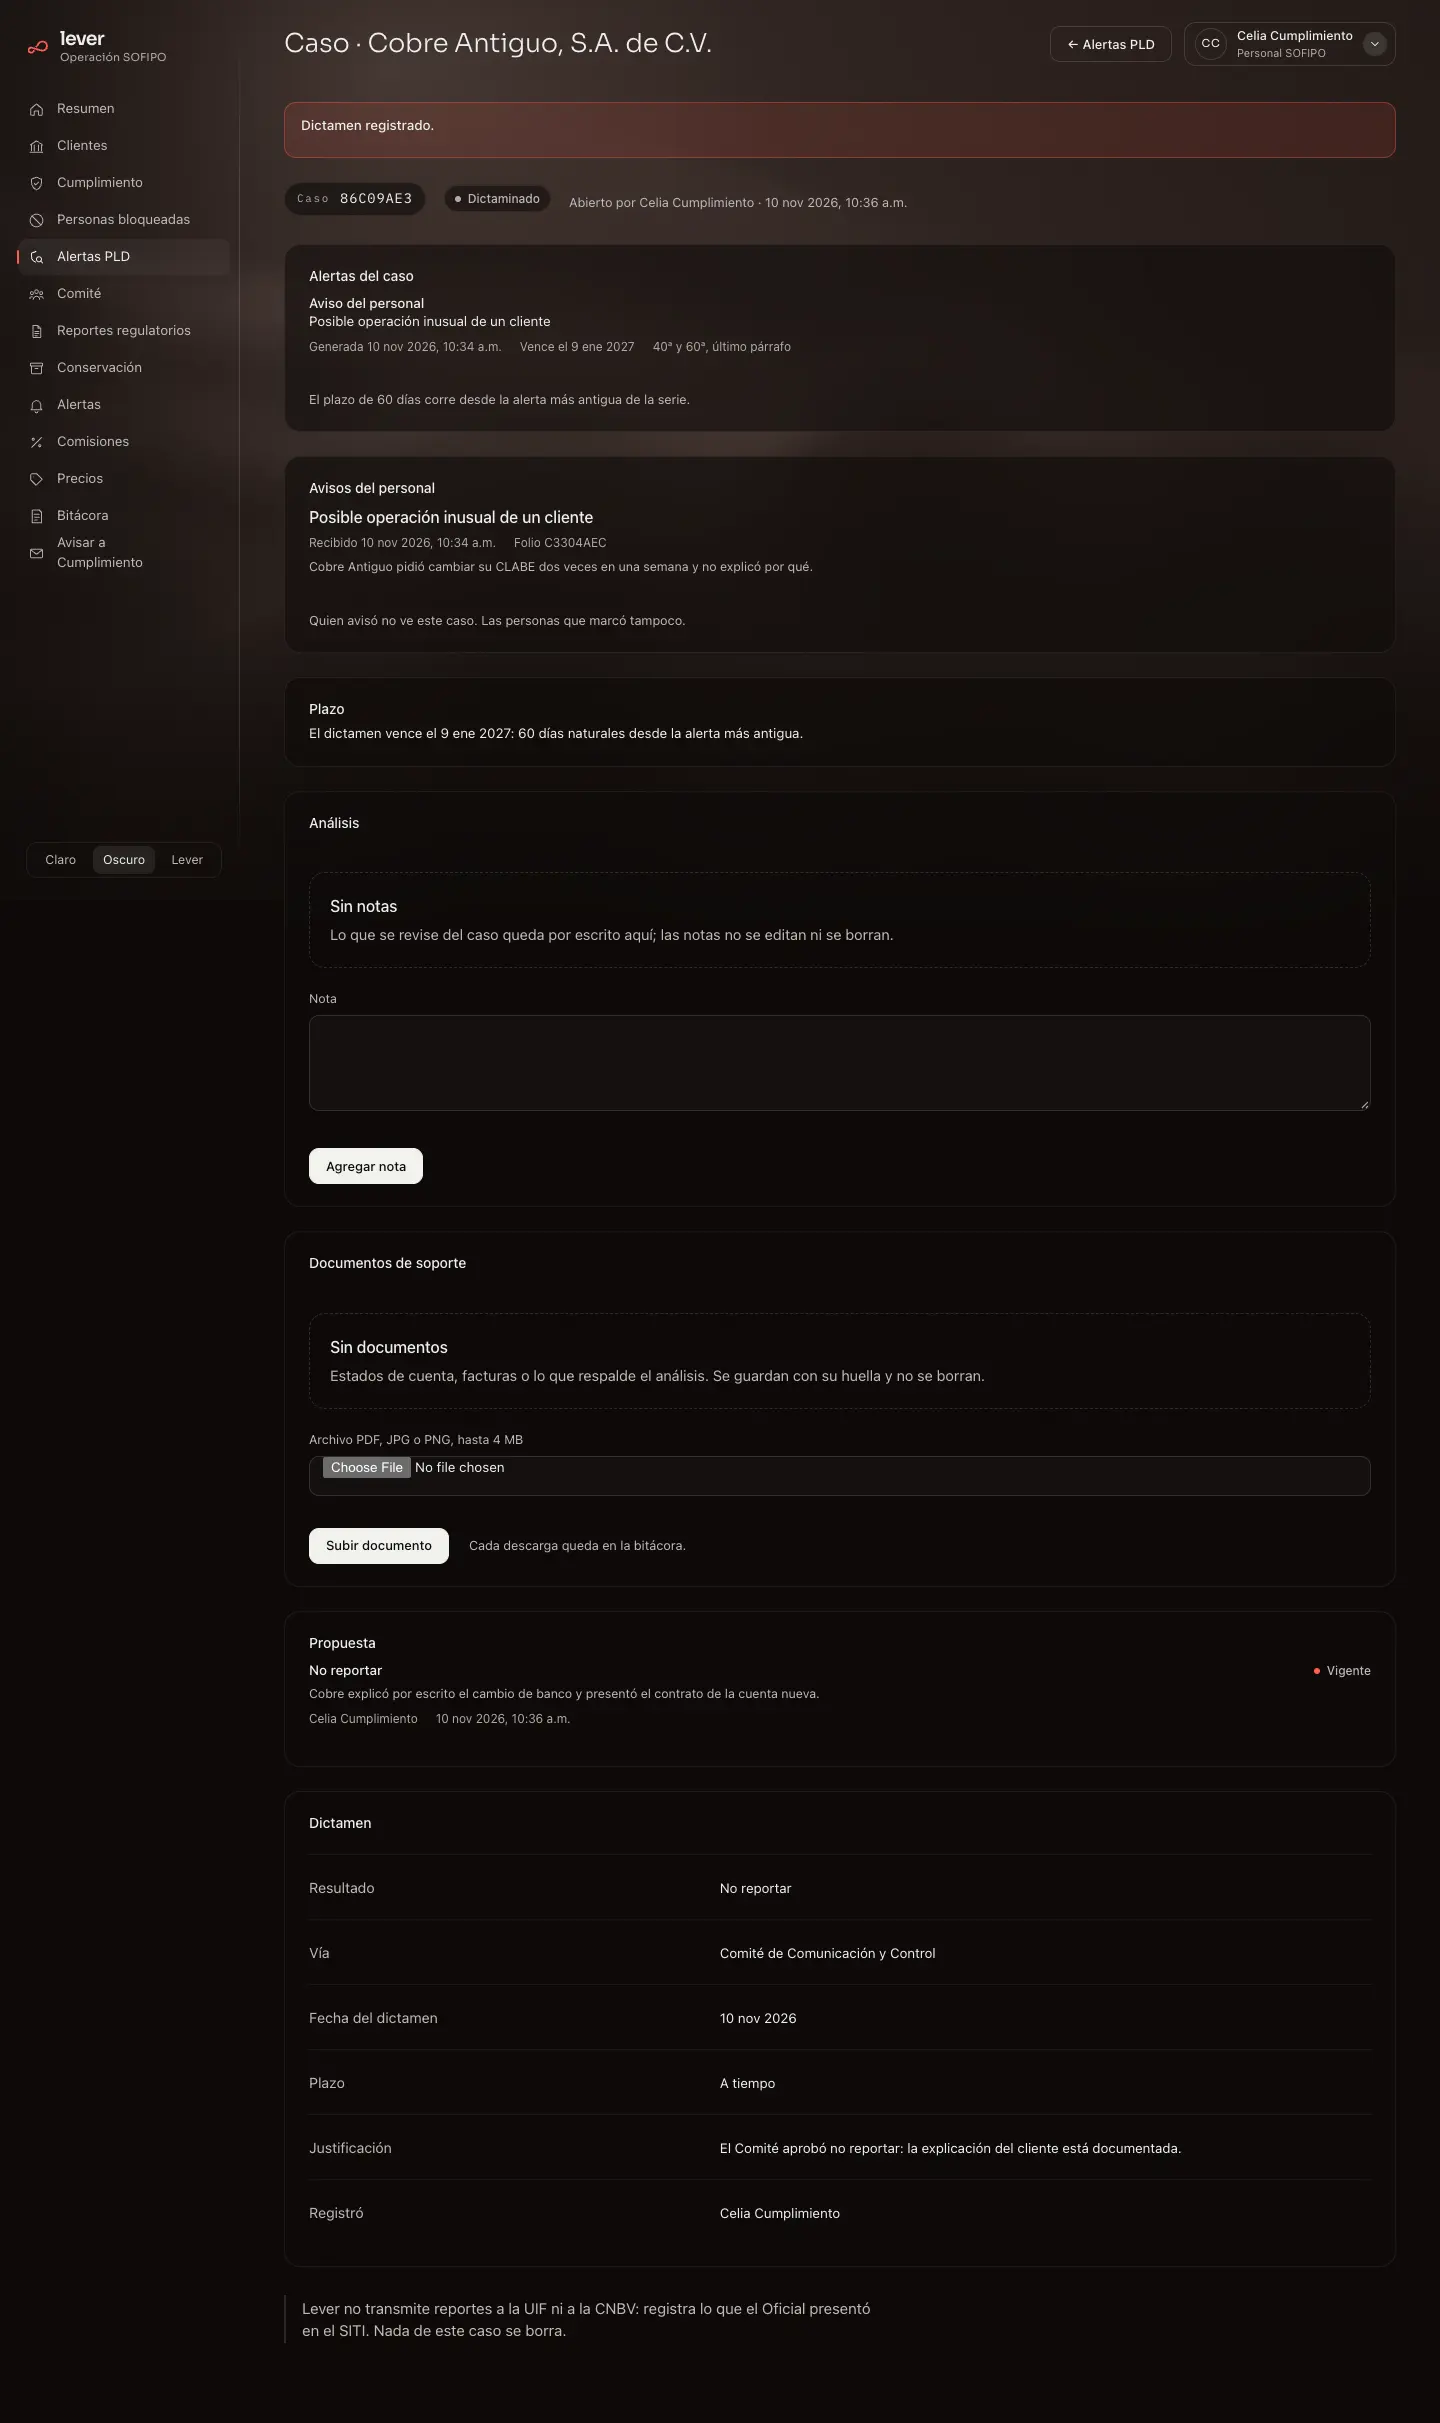 lever
Operación SOFIPO
Resumen
Clientes
Cumplimiento
Personas bloqueadas
Alertas PLD
Comité
Reportes regulatorios
Conservación
Alertas
Comisiones
Precios
Bitácora
Avisar a
Cumplimiento
Claro Oscuro Lever
Caso · Cobre Antiguo, S.A. de C.V.
← Alertas PLD
CC
Celia Cumplimiento
Personal SOFIPO
Dictamen registrado.
Caso 86C09AE3
Dictaminado
Abierto por Celia Cumplimiento · 10 nov 2026, 10:36 a.m.
Alertas del caso
Aviso del personal
Posible operación inusual de un cliente
Generada 10 nov 2026, 10:34 a.m. Vence el 9 ene 2027 40ª y 60ª, último párrafo
El plazo de 60 días corre desde la alerta más antigua de la serie.
Avisos del personal
Posible operación inusual de un cliente
Recibido 10 nov 2026, 10:34 a.m. Folio C3304AEC
Cobre Antiguo pidió cambiar su CLABE dos veces en una semana y no explicó por qué.
Quien avisó no ve este caso. Las personas que marcó tampoco.
Plazo
El dictamen vence el 9 ene 2027: 60 días naturales desde la alerta más antigua.
Análisis
Sin notas
Lo que se revise del caso queda por escrito aquí; las notas no se editan ni se borran.
Nota
Agregar nota
Documentos de soporte
Sin documentos
Estados de cuenta, facturas o lo que respalde el análisis. Se guardan con su huella y no se borran.
Archivo PDF, JPG o PNG, hasta 4 MB
Choose File No file chosen
Subir documento
Cada descarga queda en la bitácora.
Propuesta
No reportar
Vigente
Cobre explicó por escrito el cambio de banco y presentó el contrato de la cuenta nueva.
Celia Cumplimiento 10 nov 2026, 10:36 a.m.
Dictamen
Resultado No reportar
Vía Comité de Comunicación y Control
Fecha del dictamen 10 nov 2026
Plazo A tiempo
Justificación El Comité aprobó no reportar: la explicación del cliente está documentada.
Registró Celia Cumplimiento
Lever no transmite reportes a la UIF ni a la CNBV: registra lo que el Oficial presentó
en el SITI. Nada de este caso se borra.